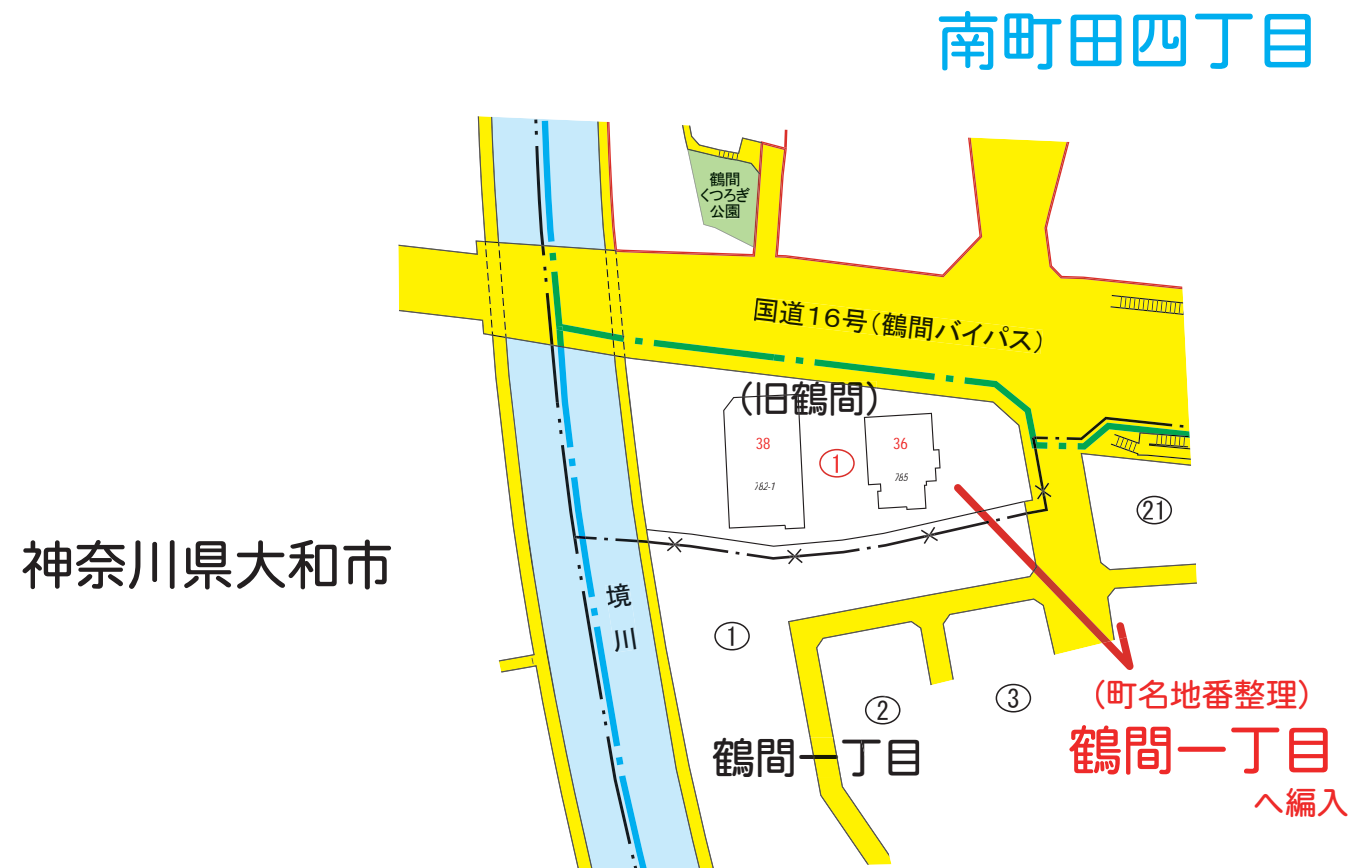 南町田四丁目
鶴間
くつろぎ
公園
国道16号(鶴間バイパス)
(旧鶴間)
38
1
36
782-1
785
21
神奈川県大和市
境
川
1
2
3
(町名地番整理)
鶴間一丁目
鶴間一丁目
へ編入